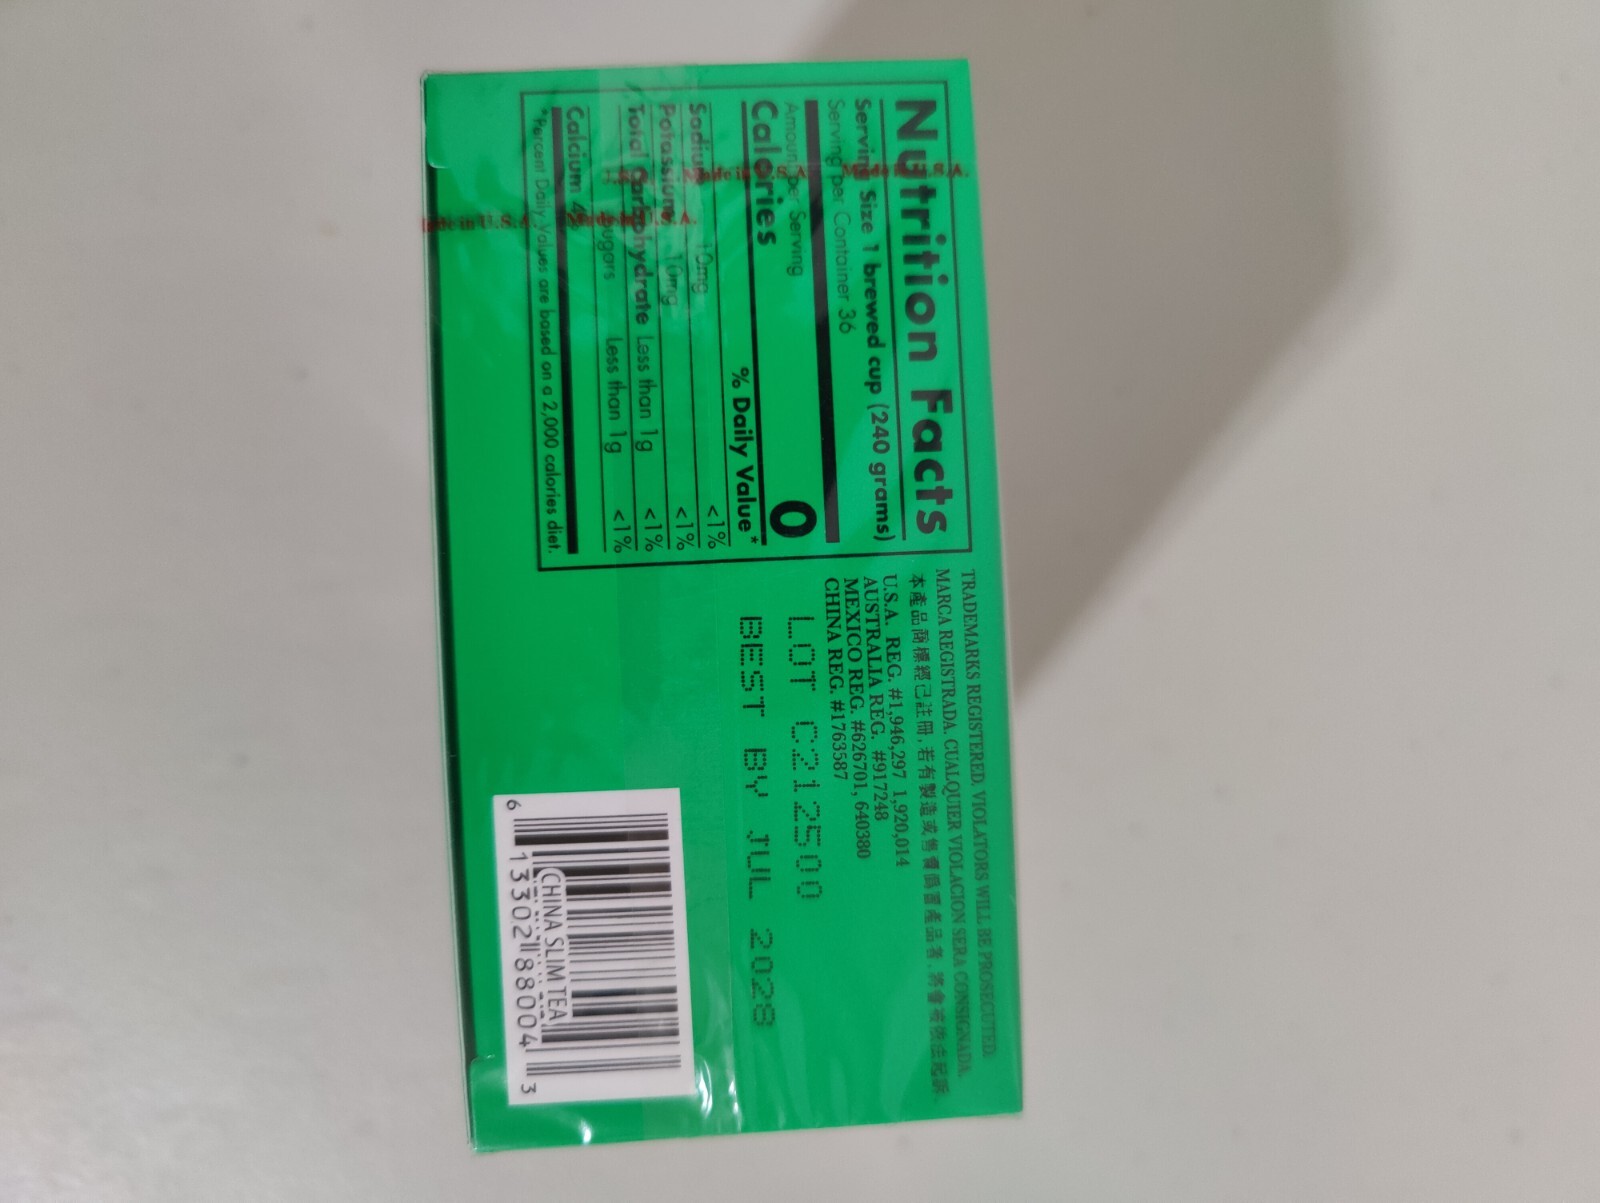 Nutrition Facts
Serving Size 1 brewed cup (240 grams)
Serving per Container 36
Amount per Serving
Calories 0
% Daily Value *
Sodium 10mg <1%
Potassium 10mg <1%
Total Carbohydrate Less than 1g <1%
Sugars Less than 1g <1%
Calcium
*Percent Daily Values are based on a 2,000 calories diet.
Made in U.S.A.
Made in U.S.A.
Made in U.S.A.
Made in U.S.A.
TRADEMARKS REGISTERED. VIOLATORS WILL BE PROSECUTED.
MARCA REGISTRADA. CUALQUIER VIOLACION SERA CONSIGNADA.
本產品商標經已註冊,若有製造或售賣偽冒產品者,將會被依法起訴.
U.S.A. REG. #1,946,297 1,920,014
AUSTRALIA REG. #917248
MEXICO REG. #626701, 640380
CHINA REG. #1763587
LOT C212500
BEST BY JUL 2028
CHINA SLIM TEA
6 13302 88004 3